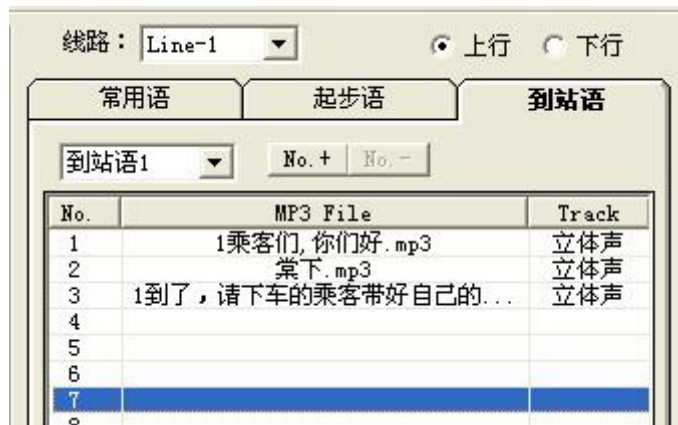 线路： Line-1 上行 下行
常用语 起步语 到站语
到站语1 No.+ No.-
No. MP3 File Track
1 1乘客们,你们好.mp3 立体声
2 棠下.mp3 立体声
3 1到了，请下车的乘客带好自己的... 立体声
4
5
6
7